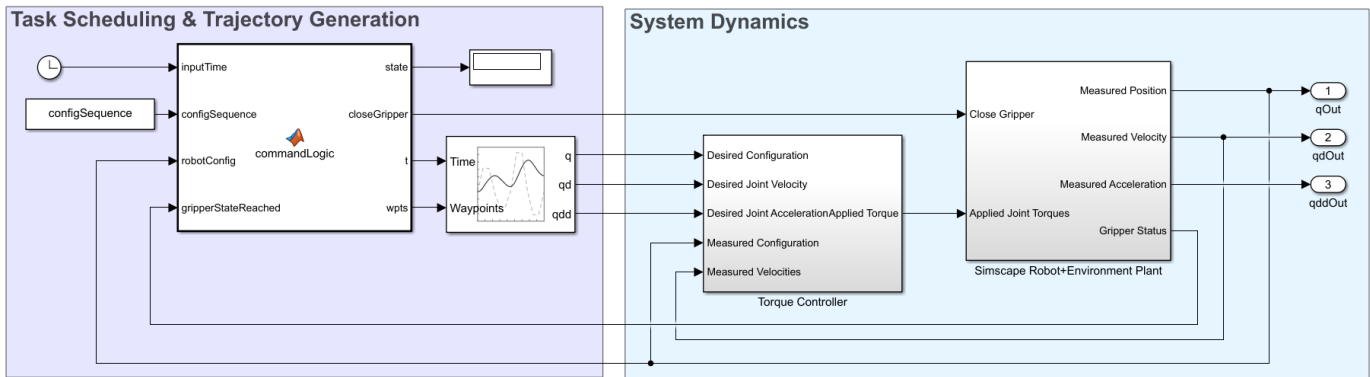 Task Scheduling & Trajectory Generation
inputTime
configSequence
configSequence
robotConfig
gripperStateReached
commandLogic
state
closeGripper
t
wpts
Time
Waypoints
q
qd
qdd
System Dynamics
Desired Configuration
Desired Joint Velocity
Desired Joint Acceleration
Measured Configuration
Measured Velocities
Applied Torque
Torque Controller
Close Gripper
Applied Joint Torques
Measured Position
Measured Velocity
Measured Acceleration
Gripper Status
Simscape Robot+Environment Plant
1
qOut
2
qdOut
3
qddOut